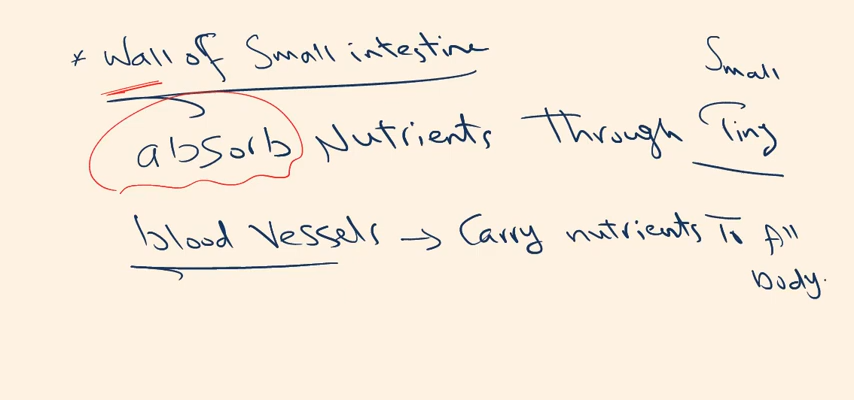 * Wall of Small intestine
Small
absorb Nutrients Through Tiny
blood vessels → Carry nutrients To All
body.